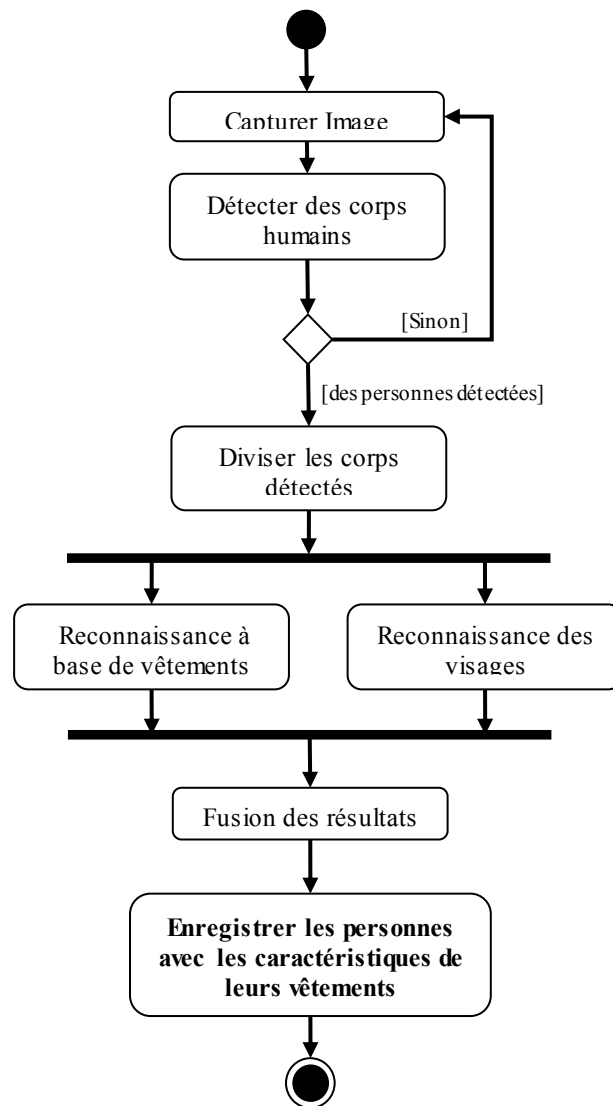 Capturer Image
Détecter des corps
humains
[Sinon]
[des personnes détectées]
Diviser les corps
détectés
Reconnaissance à
base de vêtements
Reconnaissance des
visages
Fusion des résultats
Enregistrer les personnes
avec les caractéristiques de
leurs vêtements